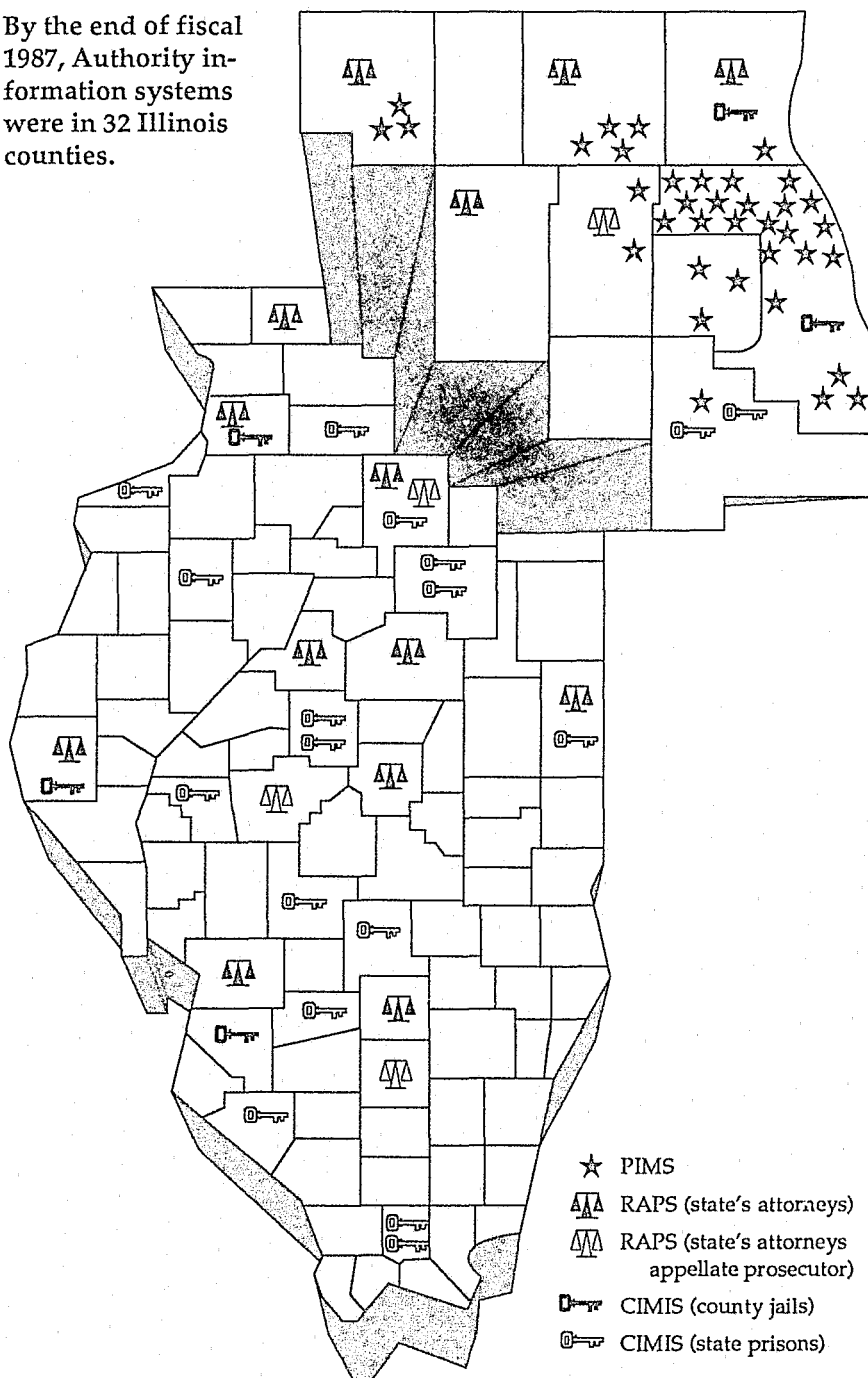 By the end of fiscal
1987, Authority in-
formation systems
were in 32 Illinois
counties.
PIMS
RAPS (state's attorneys)
RAPS (state's attorneys
appellate prosecutor)
CIMIS (county jails)
CIMIS (state prisons)